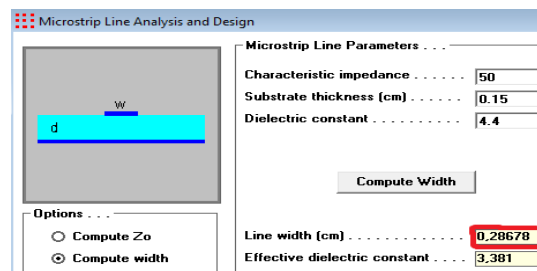 Microstrip Line Analysis and Design
Microstrip Line Parameters . . .
Characteristic impedance . . . . . . 50
Substrate thickness (cm) . . . . . . 0.15
Dielectric constant . . . . . . . . . . 4.4
w
d
Compute Width
Options . . .
Compute Zo
Compute width
Line width (cm) . . . . . . . . . . . . . 0,28678
Effective dielectric constant . . . . 3,381